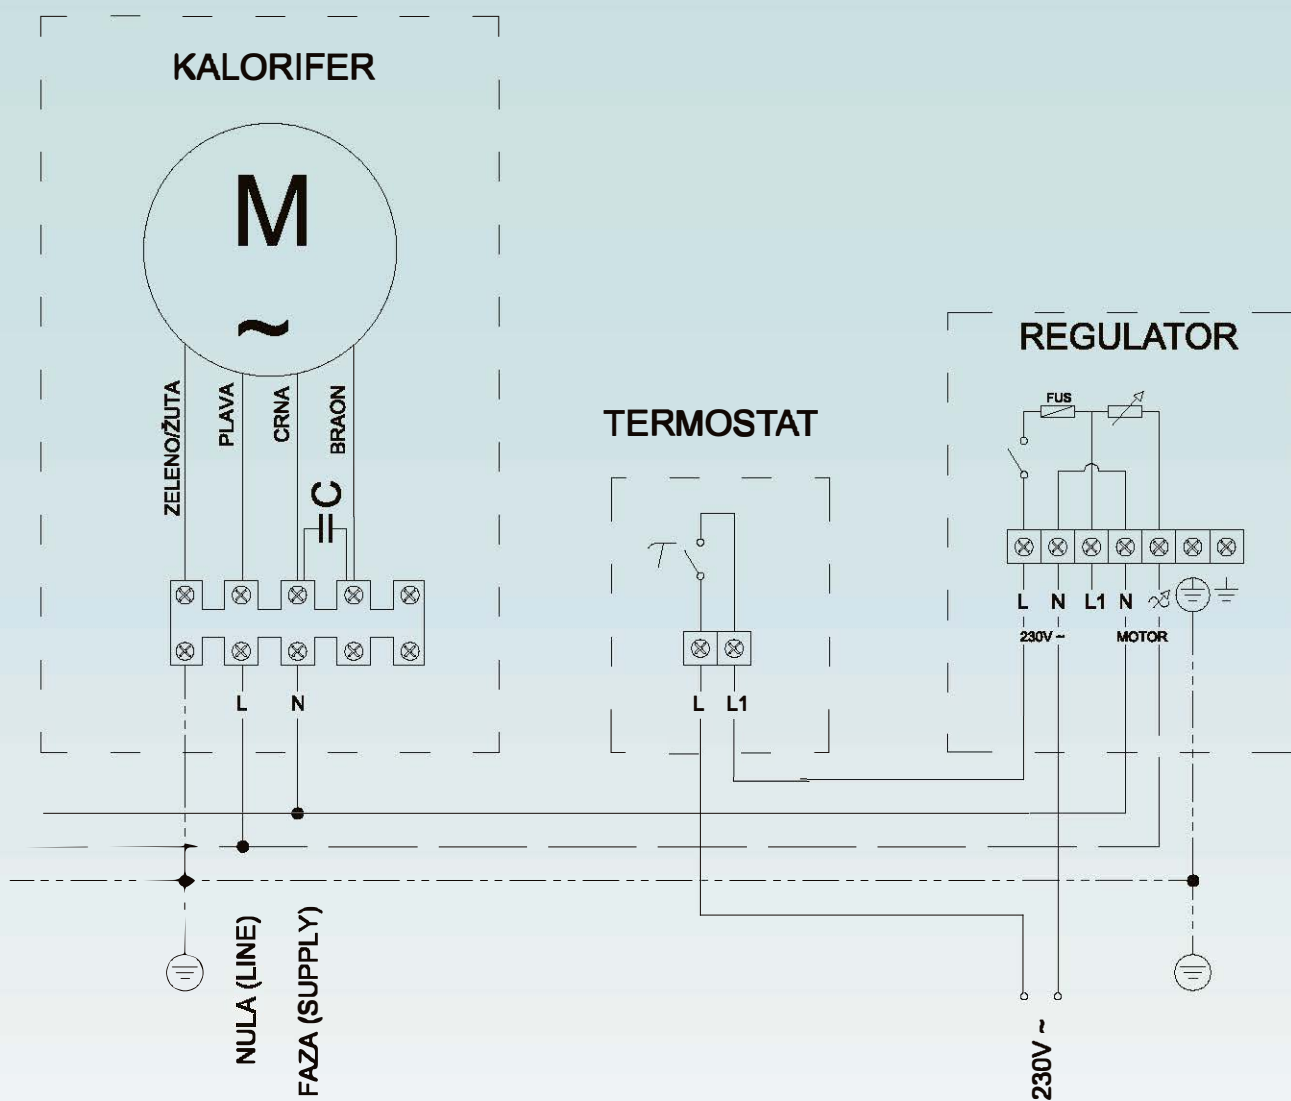 KALORIFER
M
~
ZELENO/ŽUTA
PLAVA
CRNA
BRAON
C
L
N
TERMOSTAT
L L1
REGULATOR
FUS
L N L1 N
230V ~ MOTOR
NULA (LINE)
FAZA (SUPPLY)
230V ~